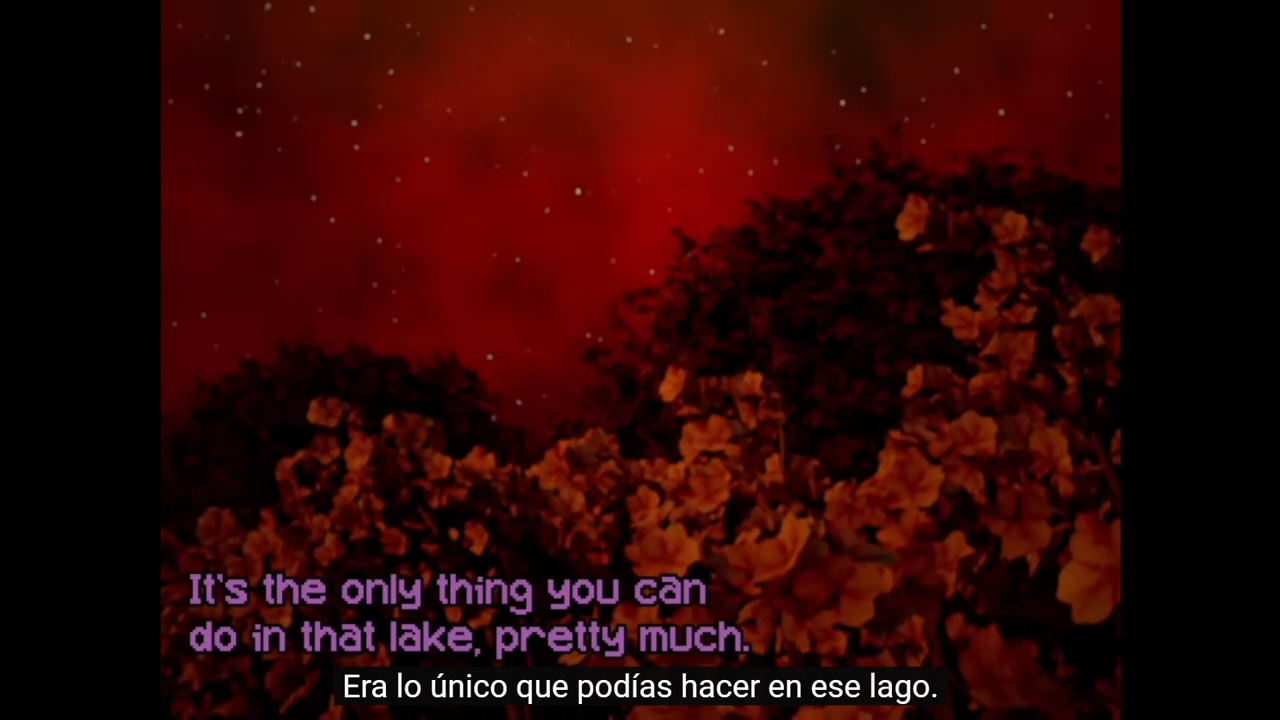 It's the only thing you can
do in that lake, pretty much.
Era lo único que podías hacer en ese lago.